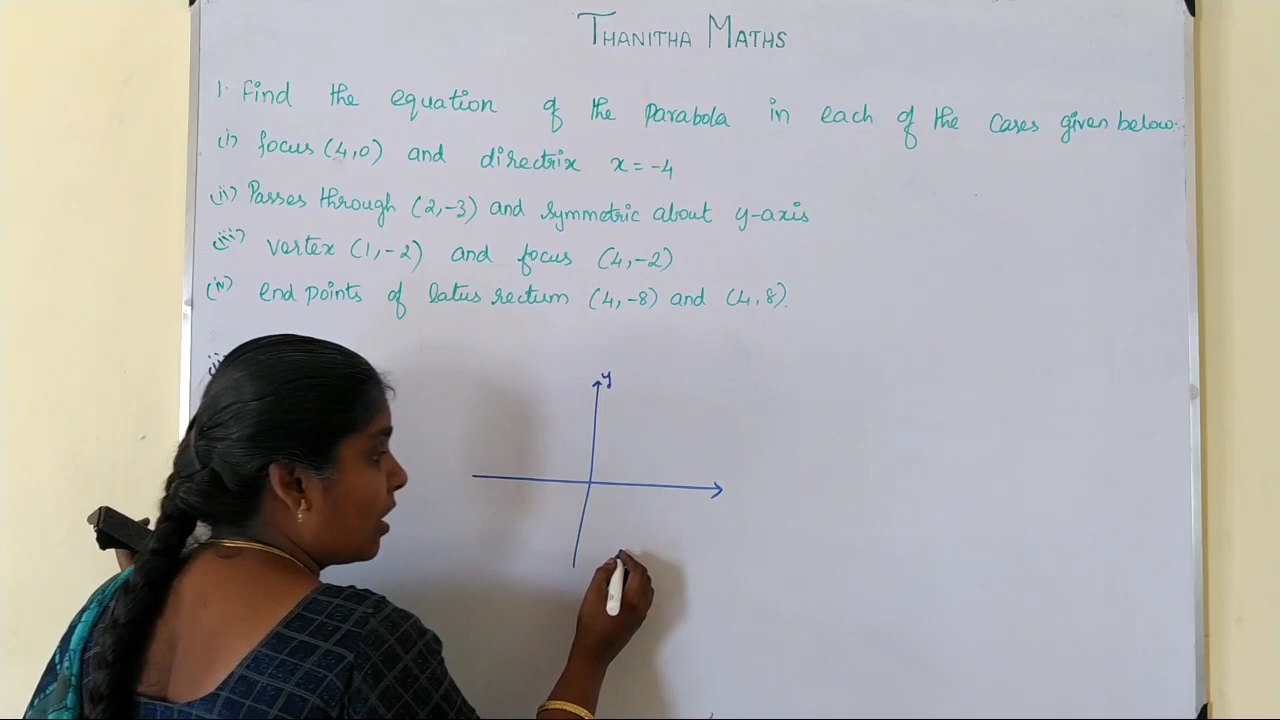 THANITHA MATHS
1. Find the equation of the Parabola in each of the Cases given below:-
(i) focus (4,0) and directrix x = -4
(ii) Passes through (2,-3) and symmetric about y-axis
(iii) vertex (1,-2) and focus (4,-2)
(iv) end points of latus rectum (4,-8) and (4,8).
y